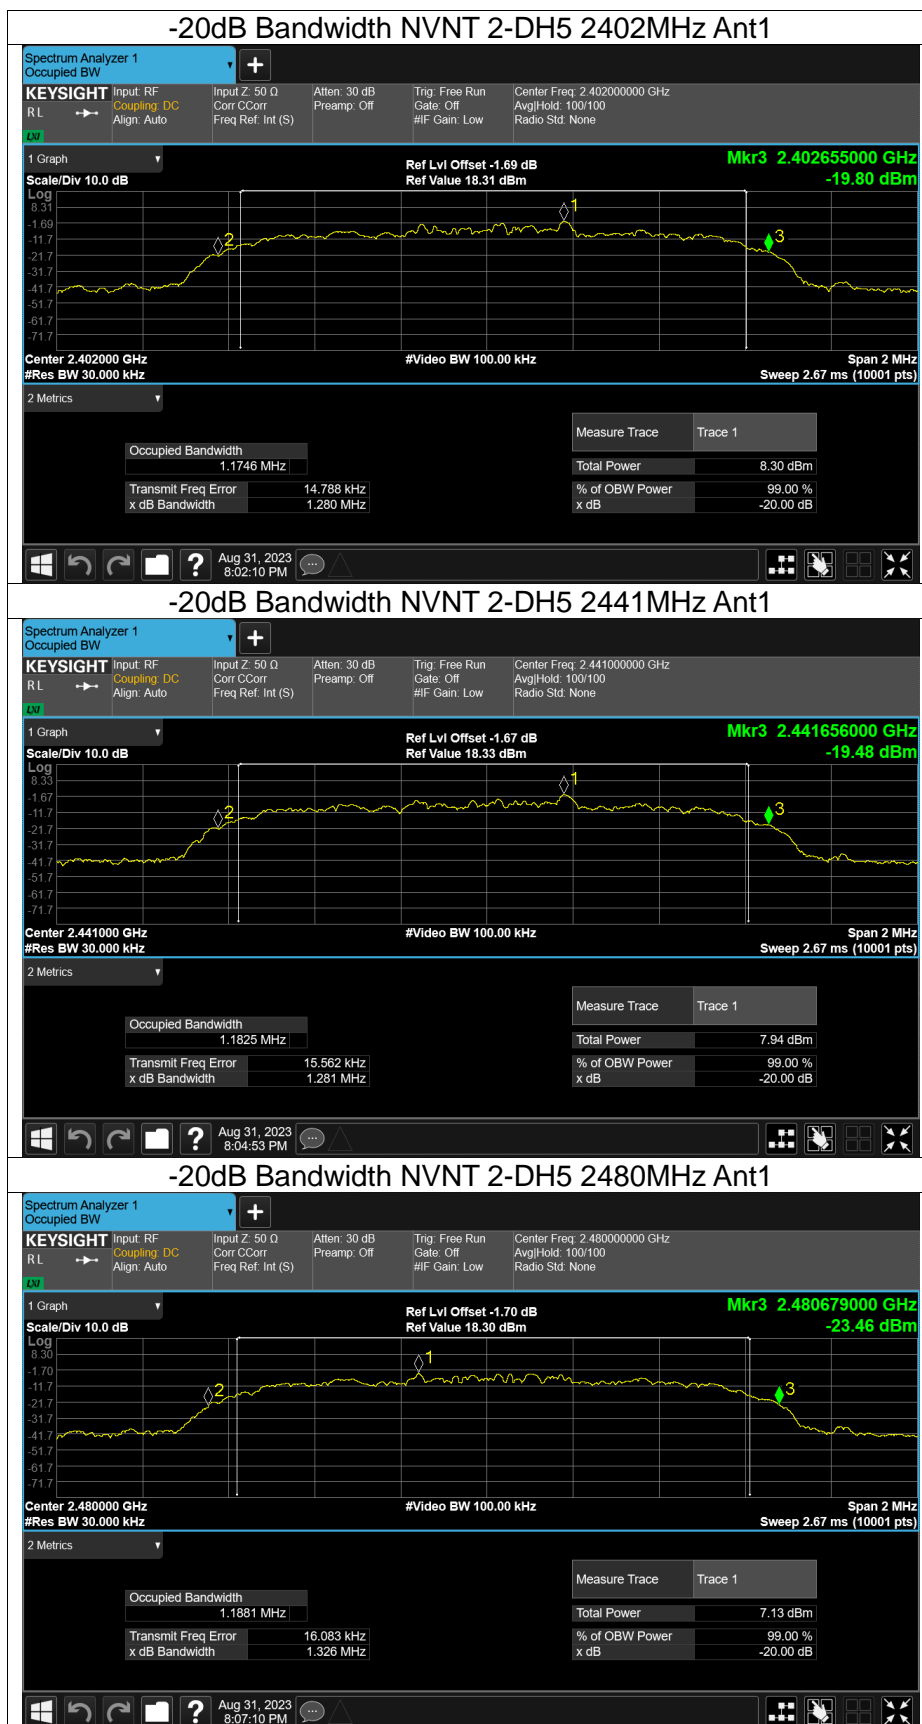 -20dB Bandwidth NVNT 2-DH5 2402MHz Ant1
Spectrum Analyzer 1
Occupied BW
KEYSIGHT Input: RF Input Z: 50 Ω Atten: 30 dB Trig: Free Run Center Freq: 2.402000000 GHz
R L Coupling: DC Corr CCorr Preamp: Off Gate: Off Avg|Hold: 100/100
Align: Auto Freq Ref: Int (S) #IF Gain: Low Radio Std: None
LXI
1 Graph Ref Lvl Offset -1.69 dB Mkr3 2.402655000 GHz
Scale/Div 10.0 dB Ref Value 18.31 dBm -19.80 dBm
Log
8.31
-1.69
-11.7
-21.7
-31.7
-41.7
-51.7
-61.7
-71.7
1
2
3
Center 2.402000 GHz #Video BW 100.00 kHz Span 2 MHz
#Res BW 30.000 kHz Sweep 2.67 ms (10001 pts)
2 Metrics
Measure Trace Trace 1
Occupied Bandwidth
1.1746 MHz Total Power 8.30 dBm
Transmit Freq Error 14.788 kHz % of OBW Power 99.00 %
x dB Bandwidth 1.280 MHz x dB -20.00 dB
? Aug 31, 2023
8:02:10 PM
-20dB Bandwidth NVNT 2-DH5 2441MHz Ant1
Spectrum Analyzer 1
Occupied BW
KEYSIGHT Input: RF Input Z: 50 Ω Atten: 30 dB Trig: Free Run Center Freq: 2.441000000 GHz
R L Coupling: DC Corr CCorr Preamp: Off Gate: Off Avg|Hold: 100/100
Align: Auto Freq Ref: Int (S) #IF Gain: Low Radio Std: None
LXI
1 Graph Ref Lvl Offset -1.67 dB Mkr3 2.441656000 GHz
Scale/Div 10.0 dB Ref Value 18.33 dBm -19.48 dBm
Log
8.33
-1.67
-11.7
-21.7
-31.7
-41.7
-51.7
-61.7
-71.7
1
2
3
Center 2.441000 GHz #Video BW 100.00 kHz Span 2 MHz
#Res BW 30.000 kHz Sweep 2.67 ms (10001 pts)
2 Metrics
Measure Trace Trace 1
Occupied Bandwidth
1.1825 MHz Total Power 7.94 dBm
Transmit Freq Error 15.562 kHz % of OBW Power 99.00 %
x dB Bandwidth 1.281 MHz x dB -20.00 dB
? Aug 31, 2023
8:04:53 PM
-20dB Bandwidth NVNT 2-DH5 2480MHz Ant1
Spectrum Analyzer 1
Occupied BW
KEYSIGHT Input: RF Input Z: 50 Ω Atten: 30 dB Trig: Free Run Center Freq: 2.480000000 GHz
R L Coupling: DC Corr CCorr Preamp: Off Gate: Off Avg|Hold: 100/100
Align: Auto Freq Ref: Int (S) #IF Gain: Low Radio Std: None
LXI
1 Graph Ref Lvl Offset -1.70 dB Mkr3 2.480679000 GHz
Scale/Div 10.0 dB Ref Value 18.30 dBm -23.46 dBm
Log
8.30
-1.70
-11.7
-21.7
-31.7
-41.7
-51.7
-61.7
-71.7
1
2
3
Center 2.480000 GHz #Video BW 100.00 kHz Span 2 MHz
#Res BW 30.000 kHz Sweep 2.67 ms (10001 pts)
2 Metrics
Measure Trace Trace 1
Occupied Bandwidth
1.1881 MHz Total Power 7.13 dBm
Transmit Freq Error 16.083 kHz % of OBW Power 99.00 %
x dB Bandwidth 1.326 MHz x dB -20.00 dB
? Aug 31, 2023
8:07:10 PM